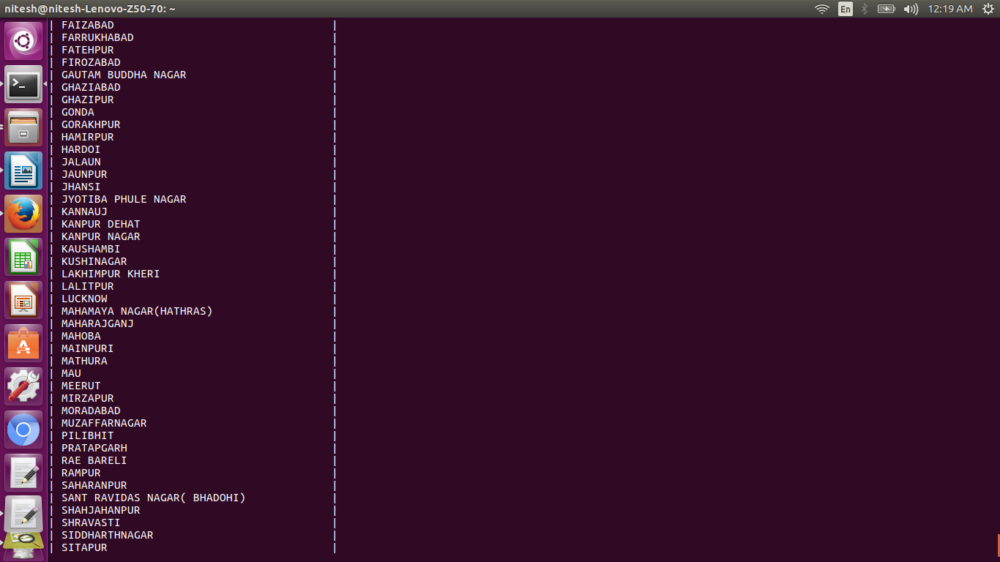 nitesh@nitesh-Lenovo-Z50-70: ~
En
12:19 AM
| FAIZABAD |
| FARRUKHABAD |
| FATEHPUR |
| FIROZABAD |
| GAUTAM BUDDHA NAGAR |
| GHAZIABAD |
| GHAZIPUR |
| GONDA |
| GORAKHPUR |
| HAMIRPUR |
| HARDOI |
| JALAUN |
| JAUNPUR |
| JHANSI |
| JYOTIBA PHULE NAGAR |
| KANNAUJ |
| KANPUR DEHAT |
| KANPUR NAGAR |
| KAUSHAMBI |
| KUSHINAGAR |
| LAKHIMPUR KHERI |
| LALITPUR |
| LUCKNOW |
| MAHAMAYA NAGAR(HATHRAS) |
| MAHARAJGANJ |
| MAHOBA |
| MAINPURI |
| MATHURA |
| MAU |
| MEERUT |
| MIRZAPUR |
| MORADABAD |
| MUZAFFARNAGAR |
| PILIBHIT |
| PRATAPGARH |
| RAE BARELI |
| RAMPUR |
| SAHARANPUR |
| SANT RAVIDAS NAGAR( BHADOHI) |
| SHAHJAHANPUR |
| SHRAVASTI |
| SIDDHARTHNAGAR |
| SITAPUR |